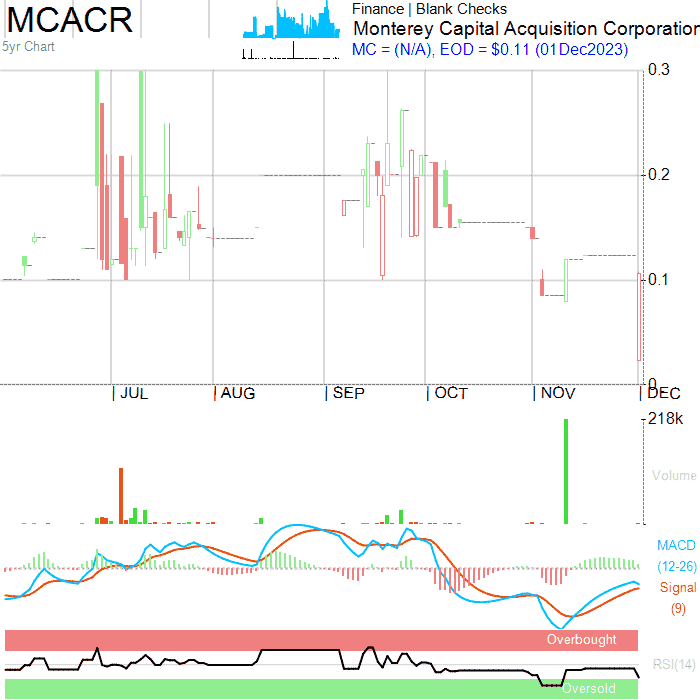 MCACR
5yr Chart
Finance | Blank Checks
Monterey Capital Acquisition Corporation
MC = (N/A), EOD = $0.11 (01Dec2023)
0.3
0.2
0.1
0
| JUL | AUG | SEP | OCT | NOV | DEC
218k
Volume
MACD
(12-26)
Signal
(9)
Overbought
RSI(14)
Oversold